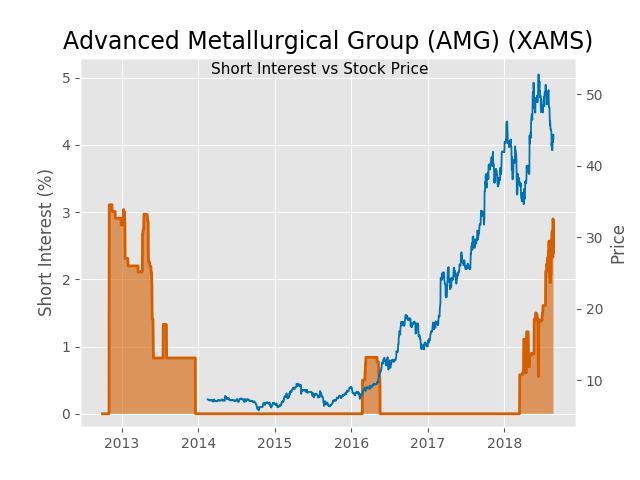 Advanced Metallurgical Group (AMG) (XAMS)
Short Interest vs Stock Price
Short Interest (%)
5
4
3
2
1
0
50
40
30
20
10
Price
2013 2014 2015 2016 2017 2018